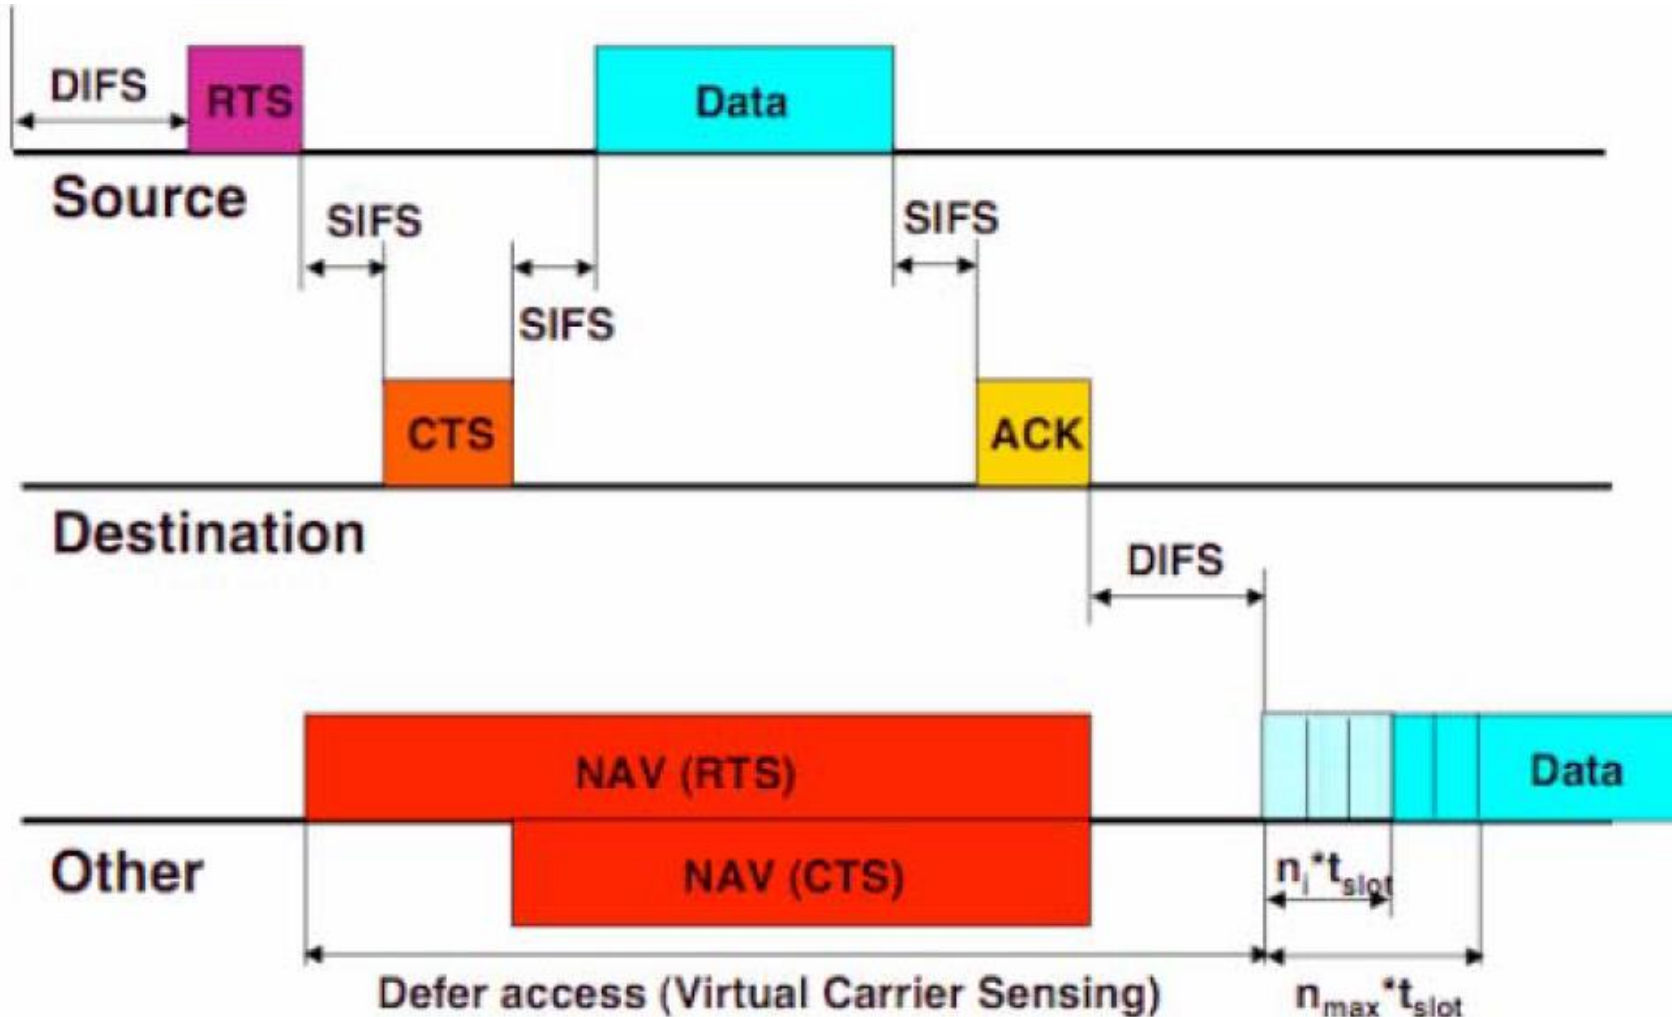 DIFS
RTS
Data
Source
SIFS
SIFS
SIFS
CTS
ACK
Destination
DIFS
NAV (RTS)
Data
Other
NAV (CTS)
ni*tslot
Defer access (Virtual Carrier Sensing)
nmax*tslot